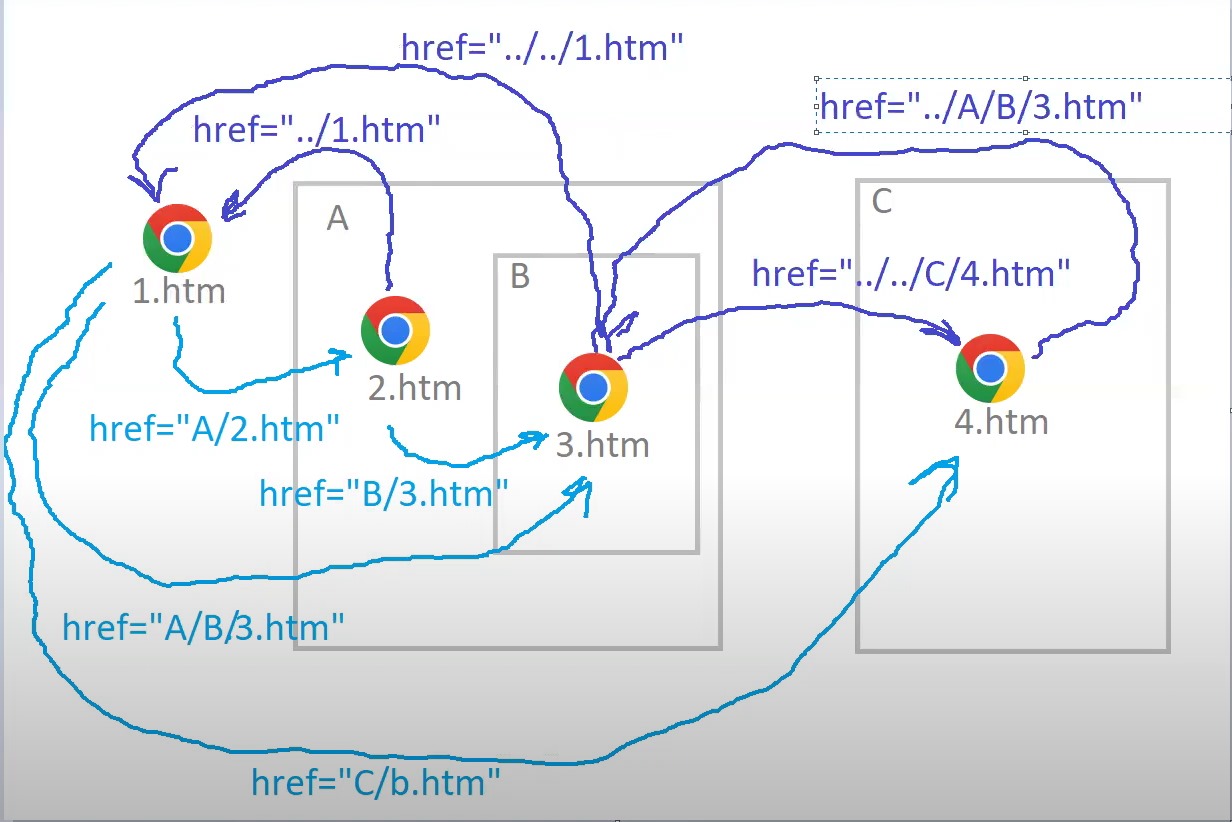 href="../../1.htm"
href="../A/B/3.htm"
href="../1.htm"
A
C
B
href="../../C/4.htm"
1.htm
2.htm
3.htm
4.htm
href="A/2.htm"
href="B/3.htm"
href="A/B/3.htm"
href="C/b.htm"